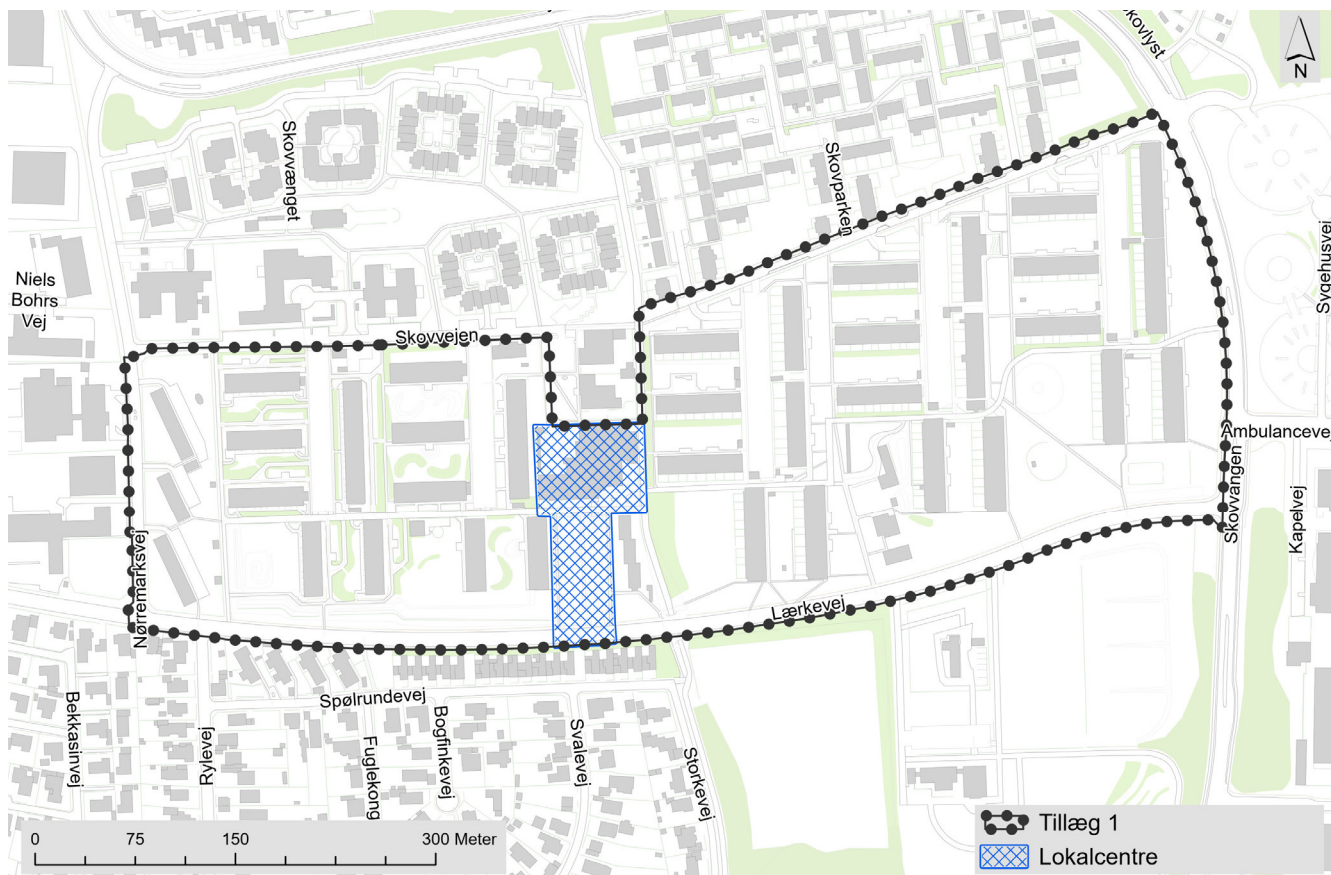 Skovlyst
N
Skovvænget
Skovparken
Sygehusvej
Niels
Bohrs
Vej
Skovvejen
Ambulanceve
Skovvangen
Kapelvej
Nørremarksvej
Lærkevej
Spølrundevej
Bekkasinvej
Rylevej
Fuglekong
Bogfinkevej
Svalevej
Storkevej
0 75 150 300 Meter
Tillæg 1
Lokalcentre